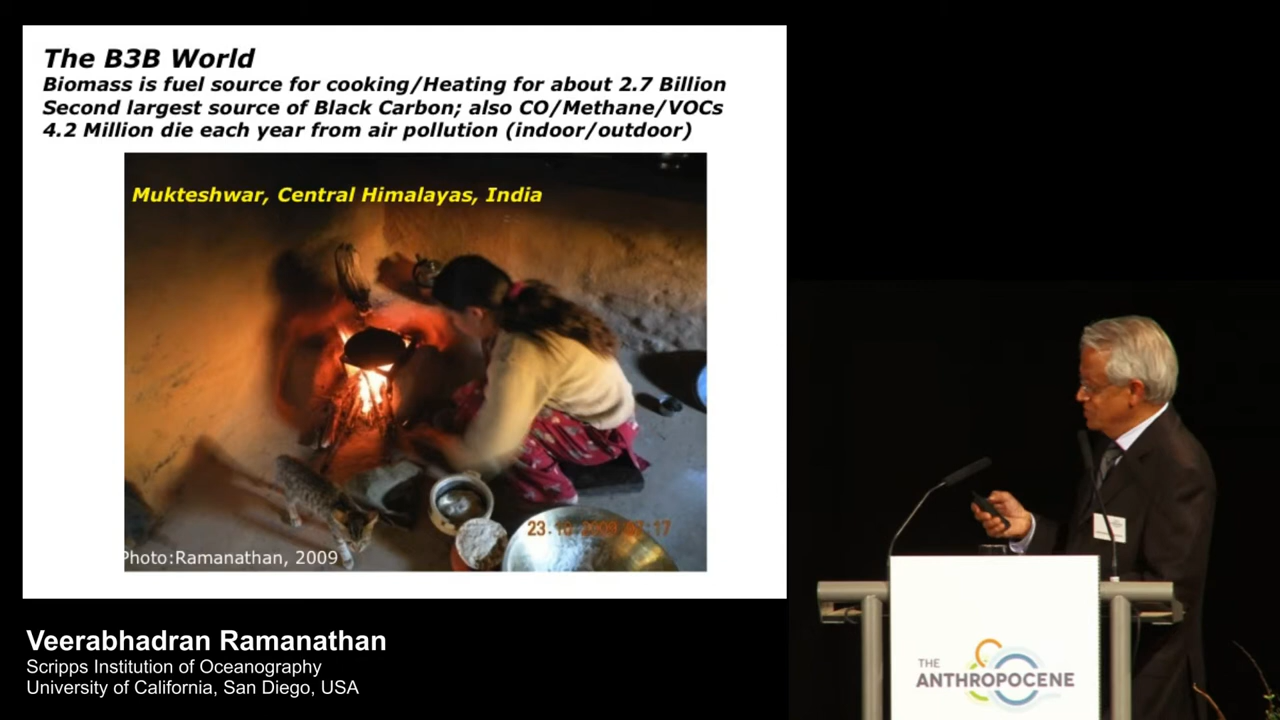 The B3B World
Biomass is fuel source for cooking/Heating for about 2.7 Billion
Second largest source of Black Carbon; also CO/Methane/VOCs
4.2 Million die each year from air pollution (indoor/outdoor)
Mukteshwar, Central Himalayas, India
Photo:Ramanathan, 2009
Veerabhadran Ramanathan
Scripps Institution of Oceanography
University of California, San Diego, USA
THE
ANTHROPOCENE